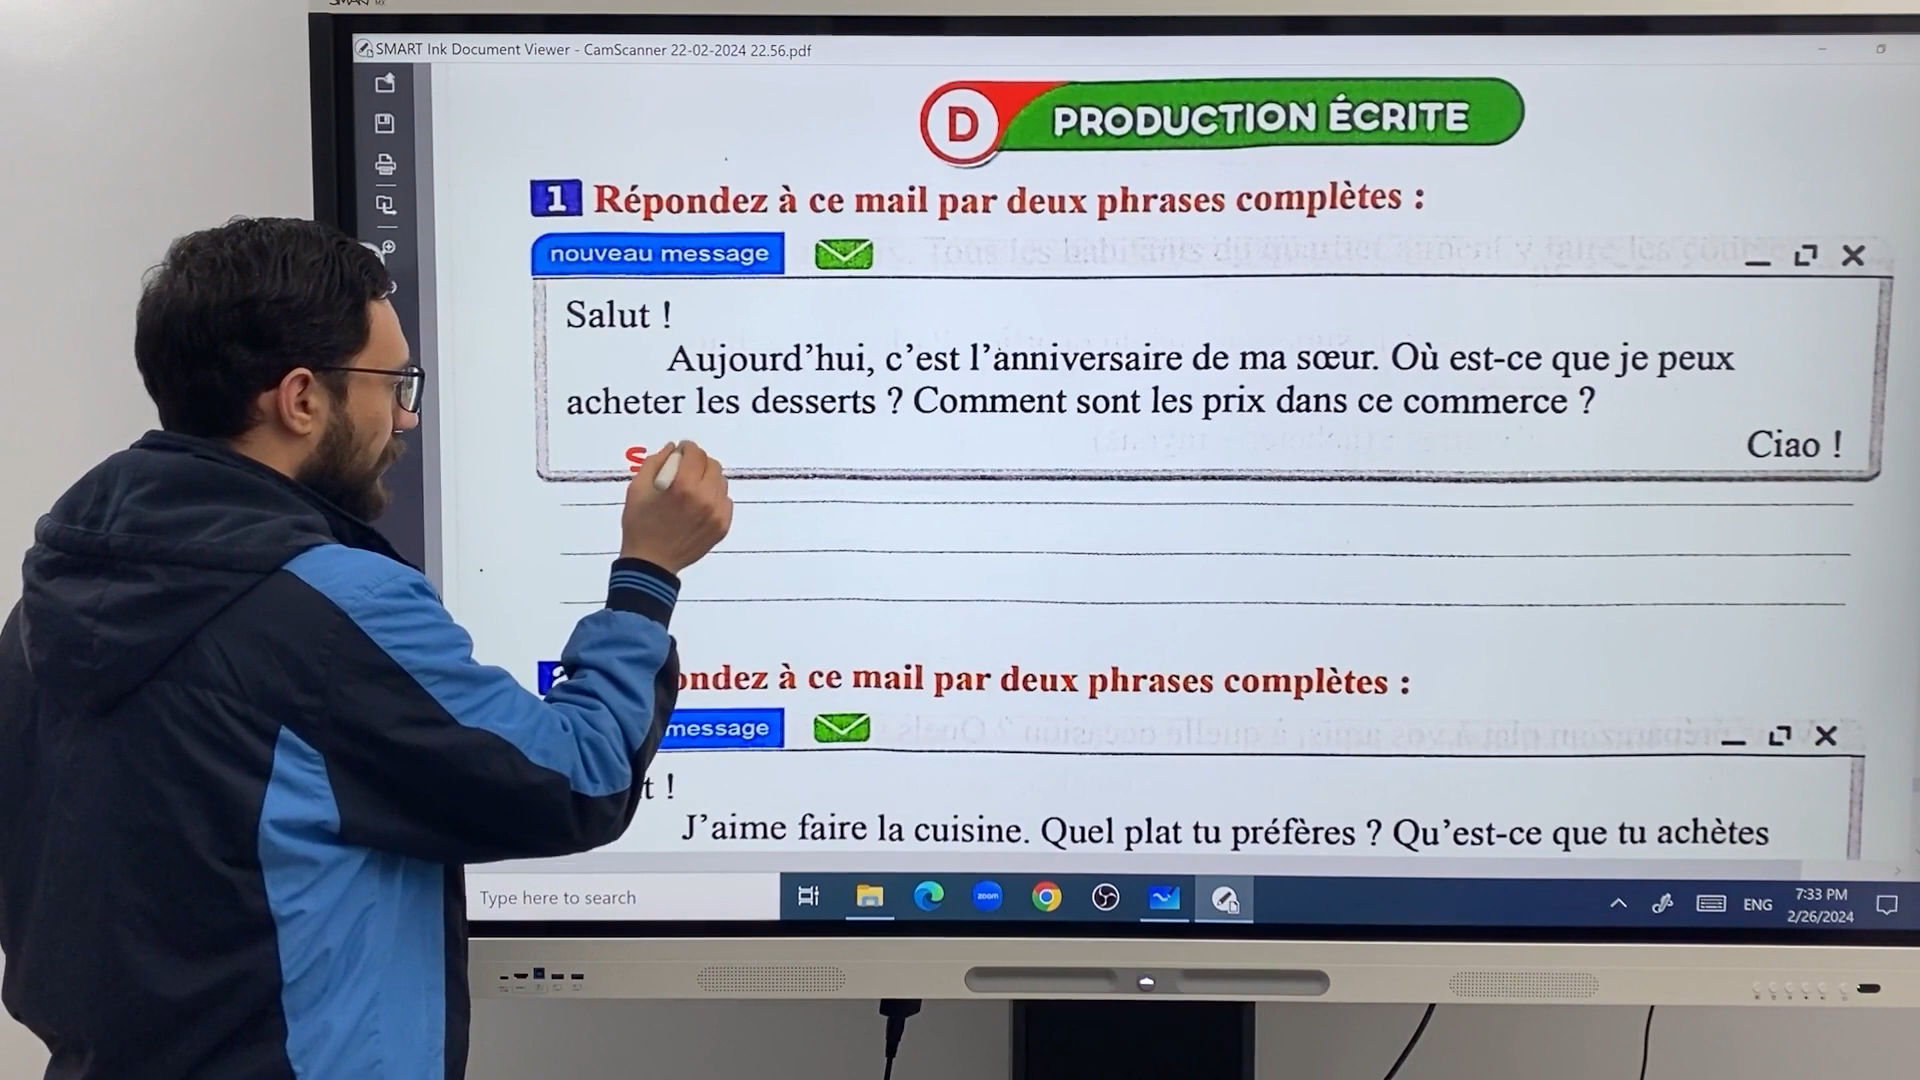 SMART
SMART Ink Document Viewer - CamScanner 22-02-2024 22.56.pdf
D PRODUCTION ÉCRITE
1 Répondez à ce mail par deux phrases complètes :
nouveau message
Salut !
Aujourd'hui, c'est l'anniversaire de ma sœur. Où est-ce que je peux
acheter les desserts ? Comment sont les prix dans ce commerce ?
Ciao !
S
ondez à ce mail par deux phrases complètes :
message
t !
J'aime faire la cuisine. Quel plat tu préfères ? Qu'est-ce que tu achètes
Type here to search
zoom
ENG
7:33 PM
2/26/2024